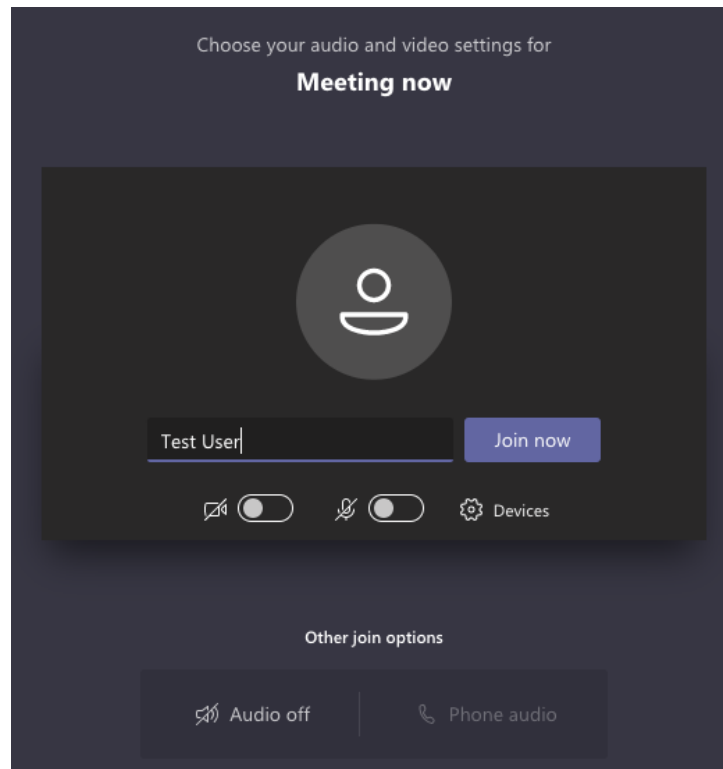 Choose your audio and video settings for
Meeting now
Test User
Join now
Devices
Other join options
Audio off
Phone audio